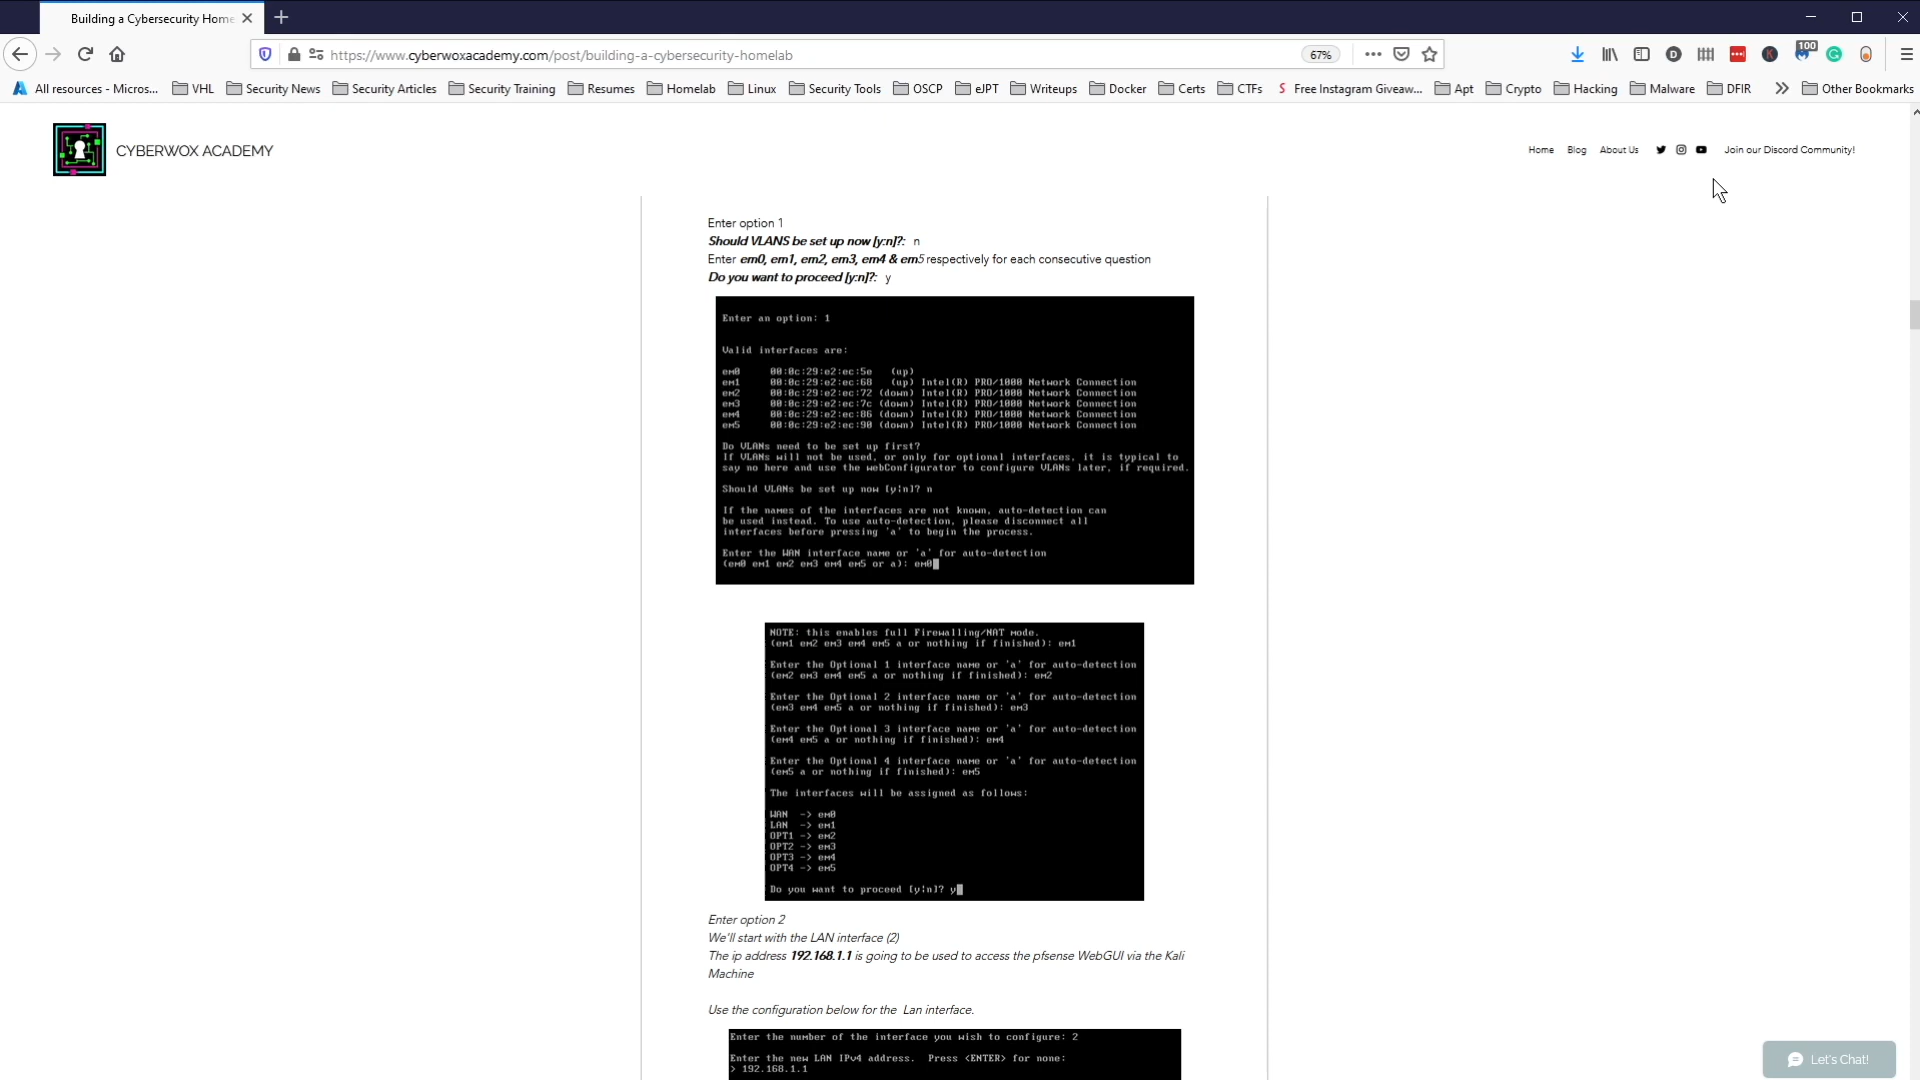 Building a Cybersecurity Home
https://www.cyberwoxacademy.com/post/building-a-cybersecurity-homelab
67%
100
All resources - Micros...
VHL
Security News
Security Articles
Security Training
Resumes
Homelab
Linux
Security Tools
OSCP
eJPT
Writeups
Docker
Certs
CTFs
Free Instagram Giveaw...
Apt
Crypto
Hacking
Malware
DFIR
Other Bookmarks
CYBERWOX ACADEMY
Home
Blog
About Us
Join our Discord Community!
Enter option 1
Should VLANS be set up now [y:n]?: n
Enter em0, em1, em2, em3, em4 & em5 respectively for each consecutive question
Do you want to proceed [y:n]?: y
Enter an option: 1
Valid interfaces are:
em0 00:0c:29:e2:ec:5e (up)
em1 00:0c:29:e2:ec:68 (up) Intel(R) PRO/1000 Network Connection
em2 00:0c:29:e2:ec:72 (down) Intel(R) PRO/1000 Network Connection
em3 00:0c:29:e2:ec:7c (down) Intel(R) PRO/1000 Network Connection
em4 00:0c:29:e2:ec:86 (down) Intel(R) PRO/1000 Network Connection
em5 00:0c:29:e2:ec:90 (down) Intel(R) PRO/1000 Network Connection
Do VLANs need to be set up first?
If VLANs will not be used, or only for optional interfaces, it is typical to
say no here and use the webConfigurator to configure VLANs later, if required.
Should VLANs be set up now [y|n]? n
If the names of the interfaces are not known, auto-detection can
be used instead. To use auto-detection, please disconnect all
interfaces before pressing 'a' to begin the process.
Enter the WAN interface name or 'a' for auto-detection
(em0 em1 em2 em3 em4 em5 or a): em0
NOTE: this enables full Firewalling/NAT mode.
(em1 em2 em3 em4 em5 a or nothing if finished): em1
Enter the Optional 1 interface name or 'a' for auto-detection
(em2 em3 em4 em5 a or nothing if finished): em2
Enter the Optional 2 interface name or 'a' for auto-detection
(em3 em4 em5 a or nothing if finished): em3
Enter the Optional 3 interface name or 'a' for auto-detection
(em4 em5 a or nothing if finished): em4
Enter the Optional 4 interface name or 'a' for auto-detection
(em5 a or nothing if finished): em5
The interfaces will be assigned as follows:
WAN -> em0
LAN -> em1
OPT1 -> em2
OPT2 -> em3
OPT3 -> em4
OPT4 -> em5
Do you want to proceed [y|n]? y
Enter option 2
We'll start with the LAN interface (2)
The ip address 192.168.1.1 is going to be used to access the pfsense WebGUI via the Kali
Machine
Use the configuration below for the Lan interface.
Enter the number of the interface you wish to configure: 2
Enter the new LAN IPv4 address. Press <ENTER> for none:
> 192.168.1.1
Let's Chat!